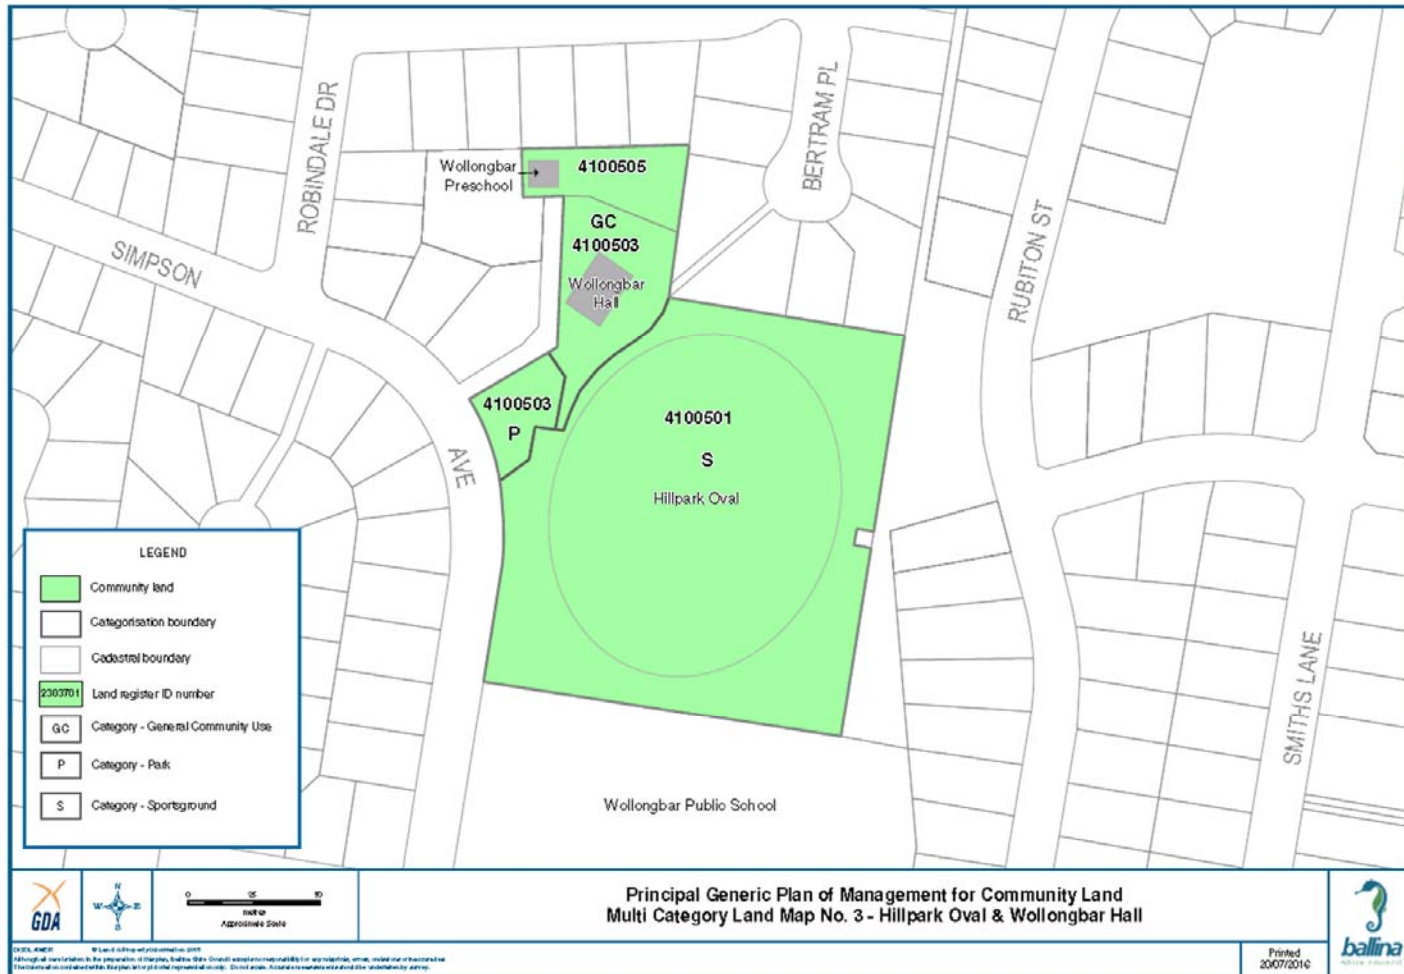 ROBINDALE DR
BERTRAM PL
SIMPSON
AVE
RUBITON ST
SMITHS LANE
Wollongbar
Preschool
4100505
GC
4100503
Wollongbar
Hall
4100503
P
4100501
S
Hillpark Oval
Wollongbar Public School
LEGEND
Community land
Categorisation boundary
Cadastral boundary
2303701 Land register ID number
GC Category - General Community Use
P Category - Park
S Category - Sportsground
GDA
N
W E
S
metres
Approximate Scale
Principal Generic Plan of Management for Community Land
Multi Category Land Map No. 3 - Hillpark Oval & Wollongbar Hall
ballina
shire council
Printed
20/07/2016